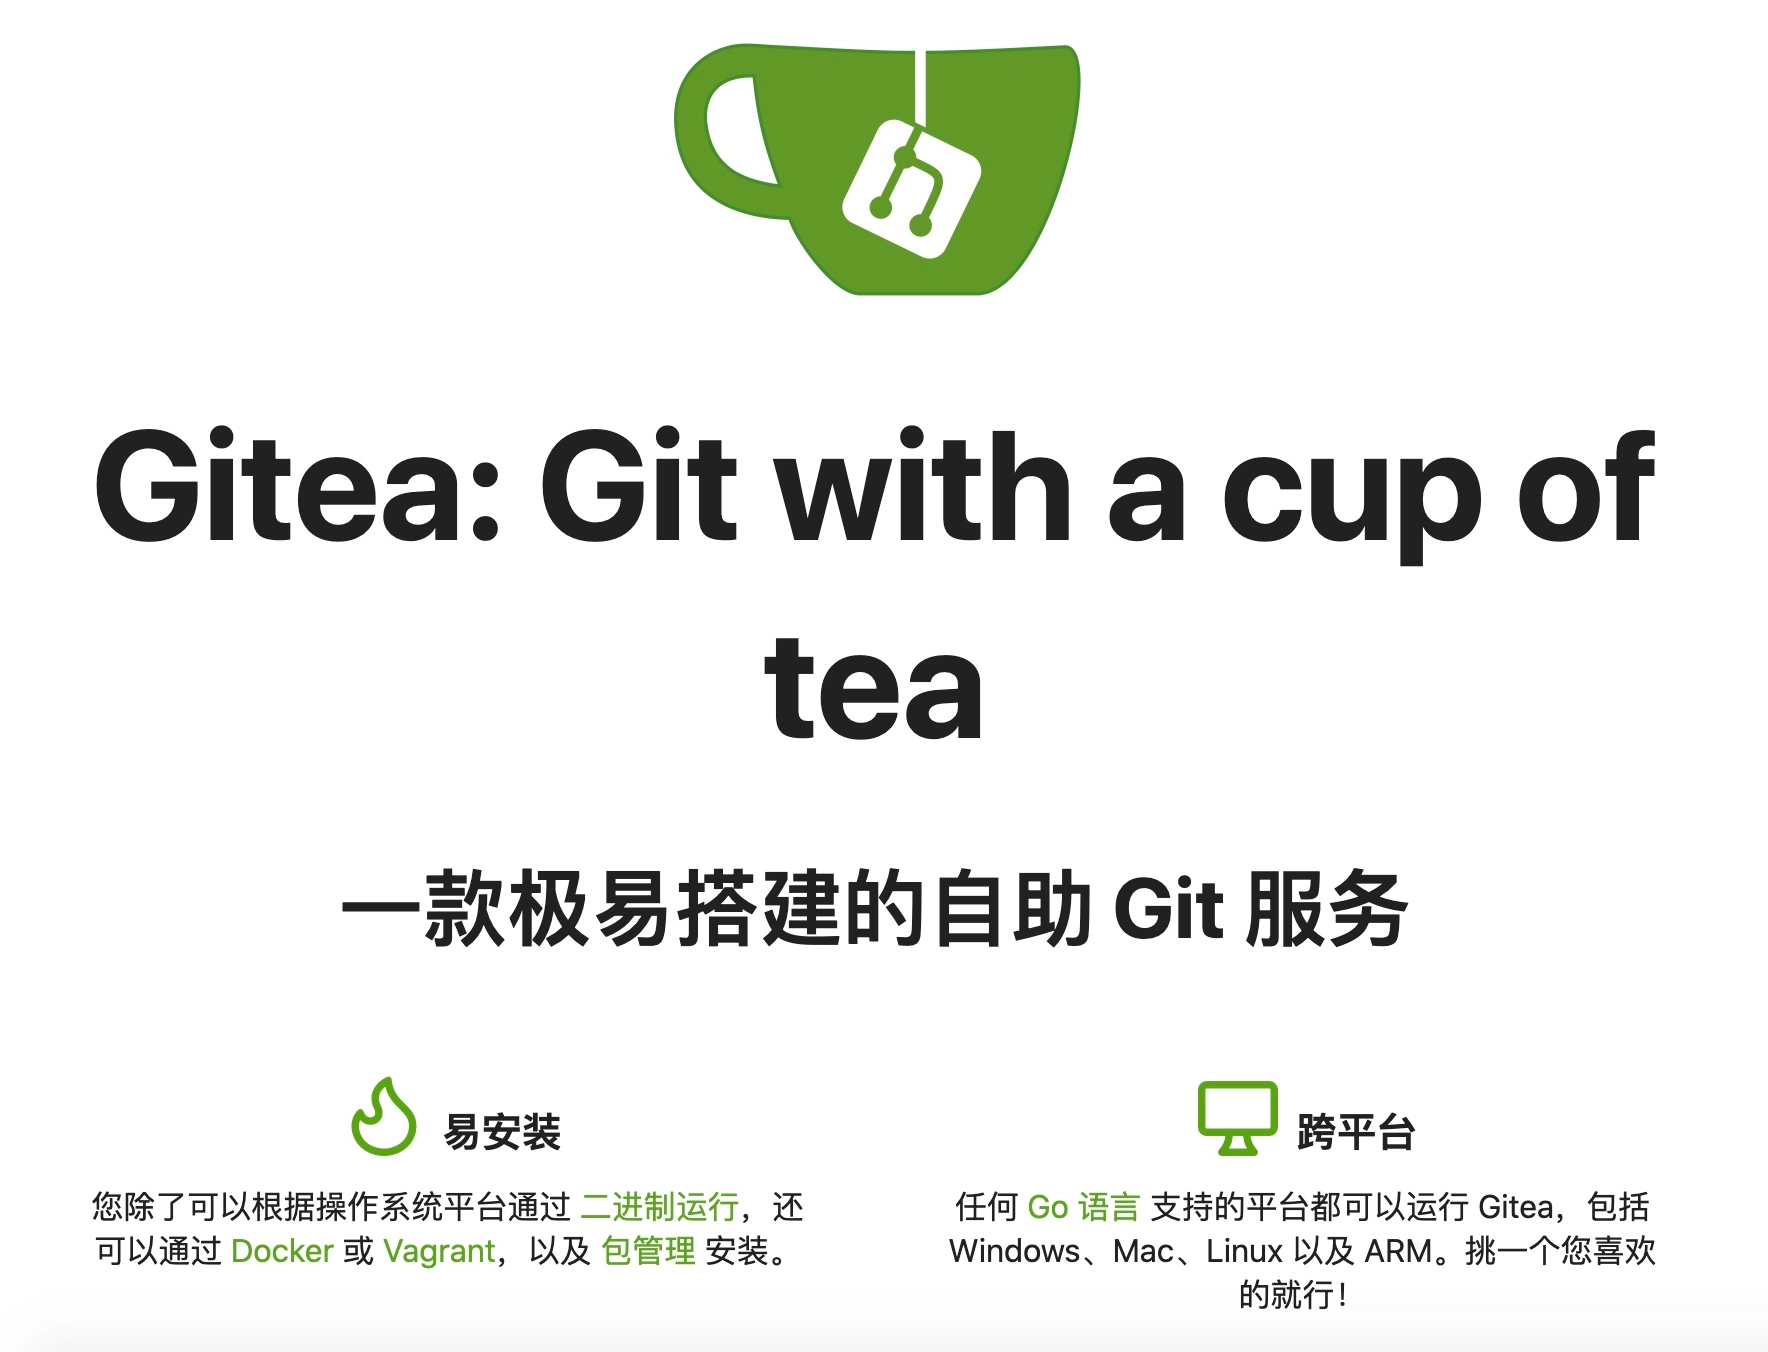 Gitea: Git with a cup of
tea
一款极易搭建的自助 Git 服务
易安装
您除了可以根据操作系统平台通过 二进制运行，还
可以通过 Docker 或 Vagrant，以及 包管理 安装。
跨平台
任何 Go 语言 支持的平台都可以运行 Gitea，包括
Windows、Mac、Linux 以及 ARM。挑一个您喜欢
的就行！